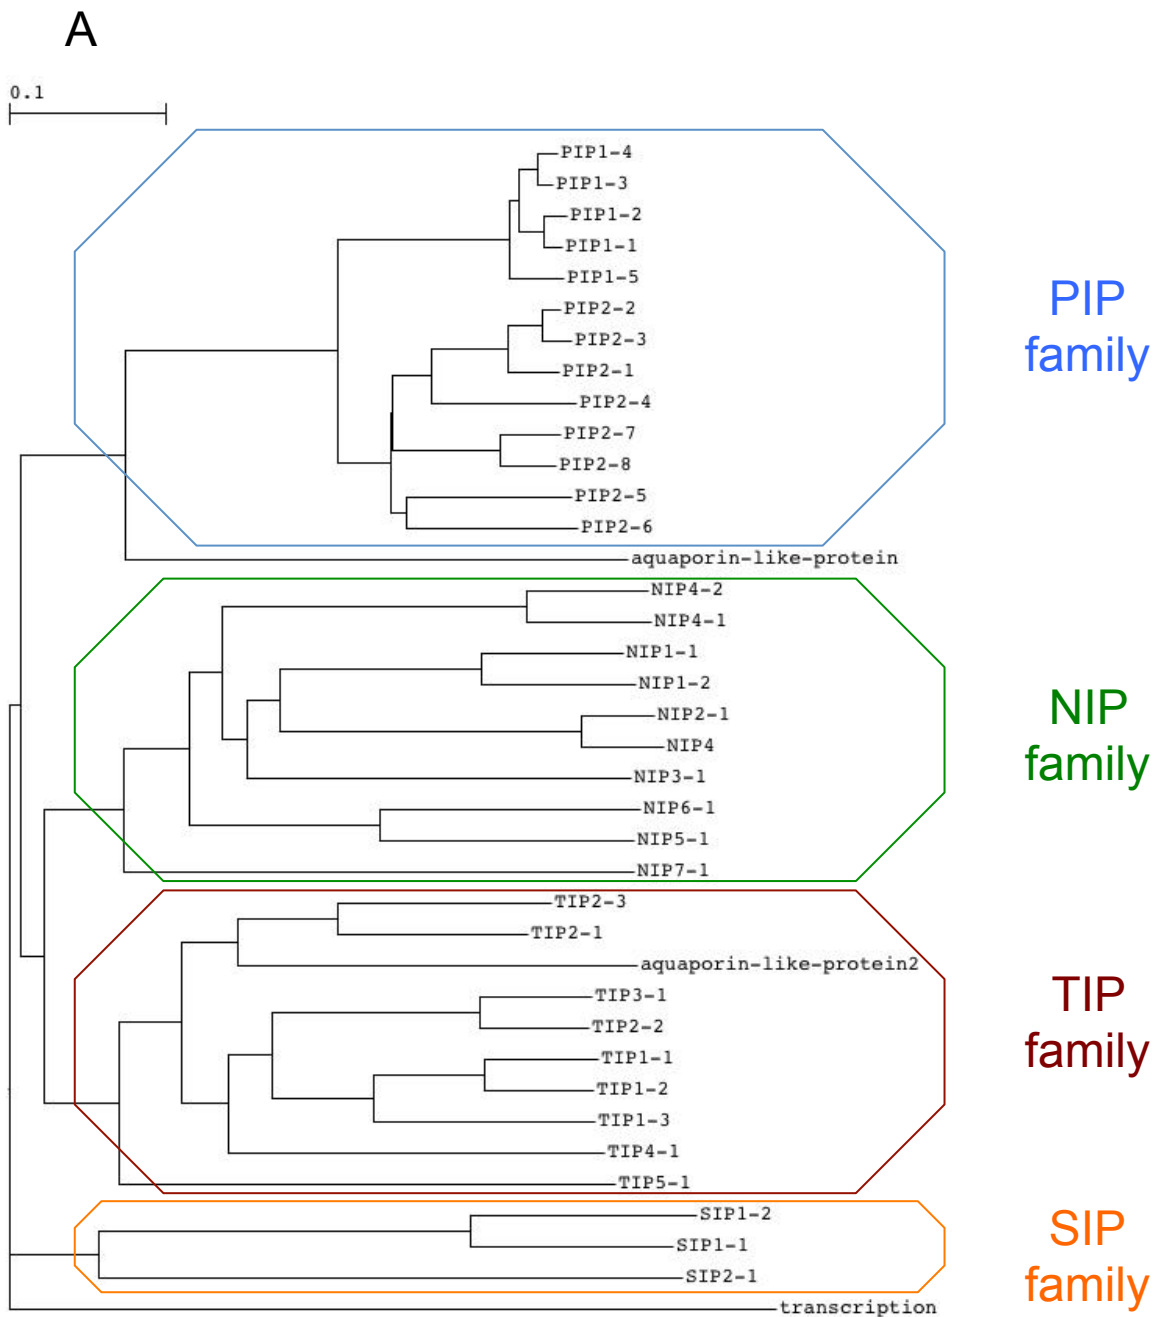 A
0.1
PIP1-4
PIP1-3
PIP1-2
PIP1-1
PIP1-5
PIP2-2
PIP2-3
PIP2-1
PIP2-4
PIP2-7
PIP2-8
PIP2-5
PIP2-6
PIP
family
aquaporin-like-protein
NIP4-2
NIP4-1
NIP1-1
NIP1-2
NIP2-1
NIP4
NIP3-1
NIP6-1
NIP5-1
NIP7-1
NIP
family
TIP2-3
TIP2-1
aquaporin-like-protein2
TIP3-1
TIP2-2
TIP1-1
TIP1-2
TIP1-3
TIP4-1
TIP5-1
TIP
family
SIP1-2
SIP1-1
SIP2-1
SIP
family
transcription